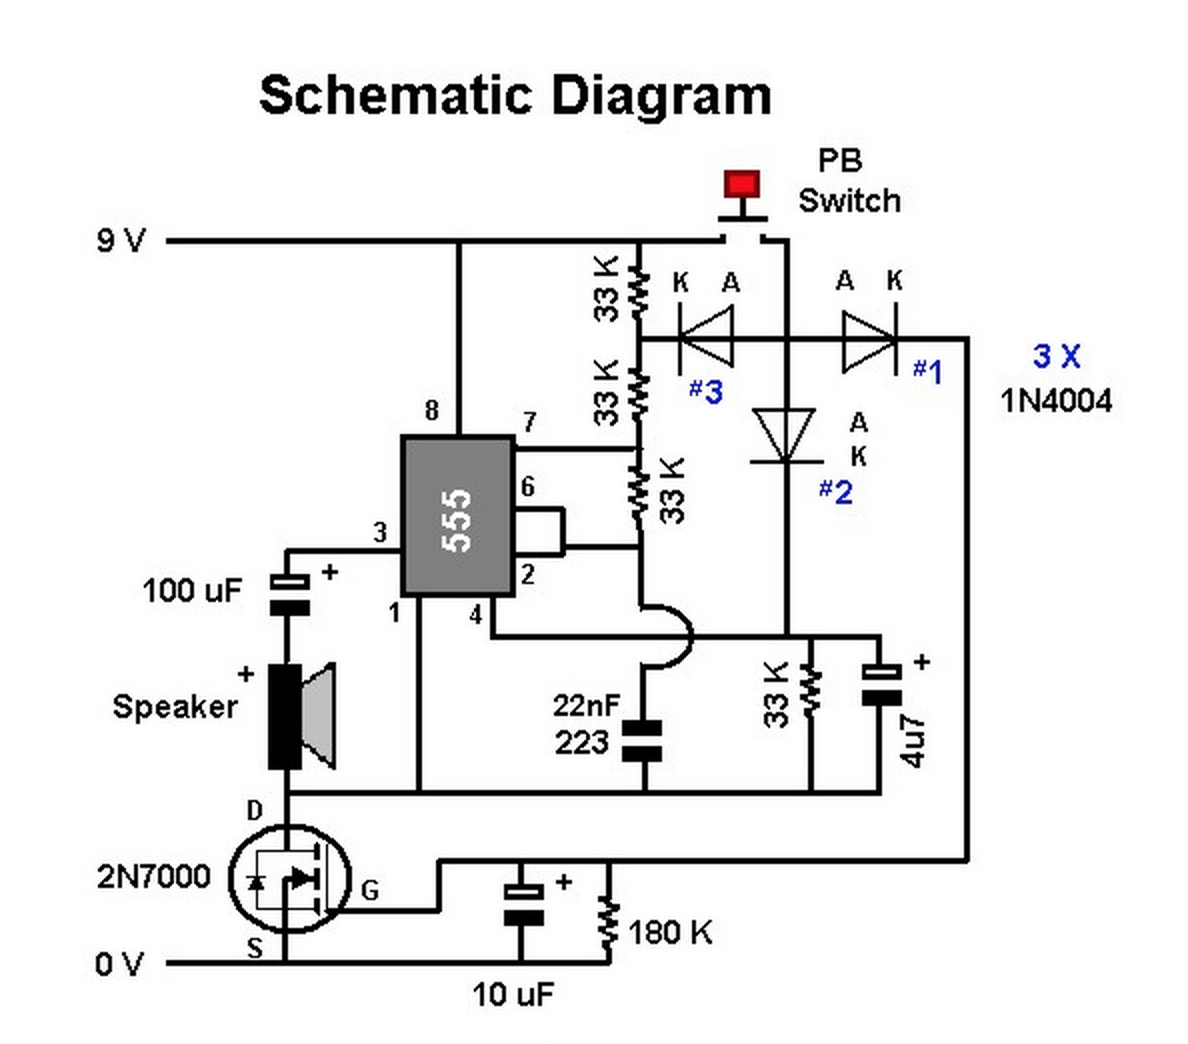 Schematic Diagram
PB
Switch
9 V
33 K
K A
A K
#3
#1
3 X
1N4004
33 K
8
7
A
K
#2
6
33 K
555
3
2
100 uF
+
1
4
+
Speaker
+
22nF
223
33 K
4u7
D
2N7000
G
+
180 K
S
0 V
10 uF